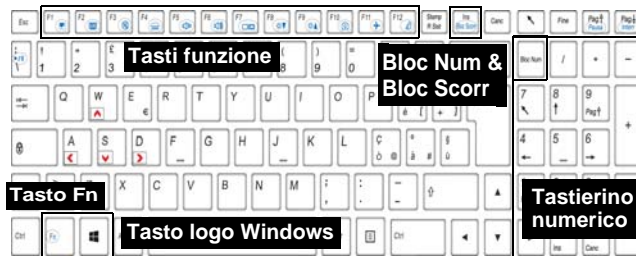 Esc F1 F2 F3 F4 F5 F6 F7 F8 F9 F10 F11 F12 Stamp R Sist Ins Bloc Scorr Canc Fine Pag Pausa Pag
! 1 " 2 £ 3 8 9 0 Bloc Num / * -
Tasti funzione
Bloc Num &
Bloc Scorr
Q W E € R T Y U I O P è [ + ] 7 8 9 Pag +
A S D F G H J K L ç ò @ ° à # § ù 4 5 6
X C V B N M ; , : . _ -
Tasto Fn
Tastierino
numerico
Ctrl Fn Ctrl Ins Canc
Tasto logo Windows